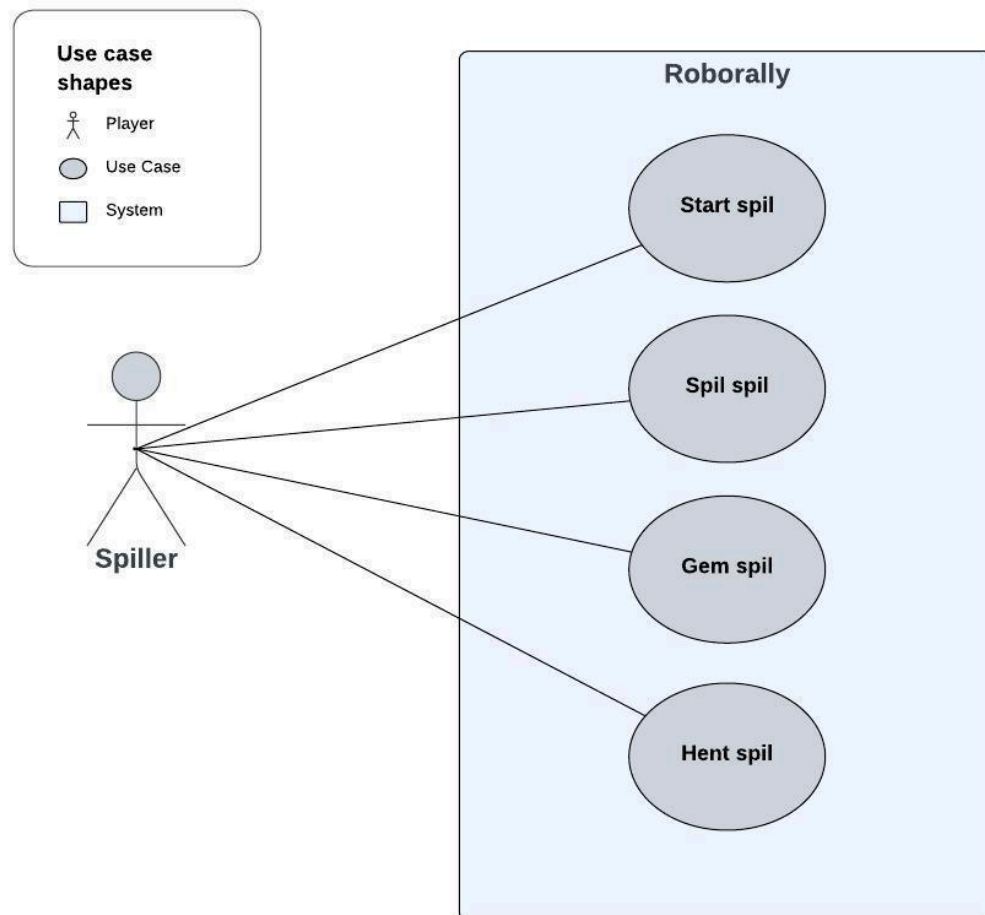 Use case
shapes
Player
Use Case
System
Roborally
Start spil
Spil spil
Gem spil
Hent spil
Spiller